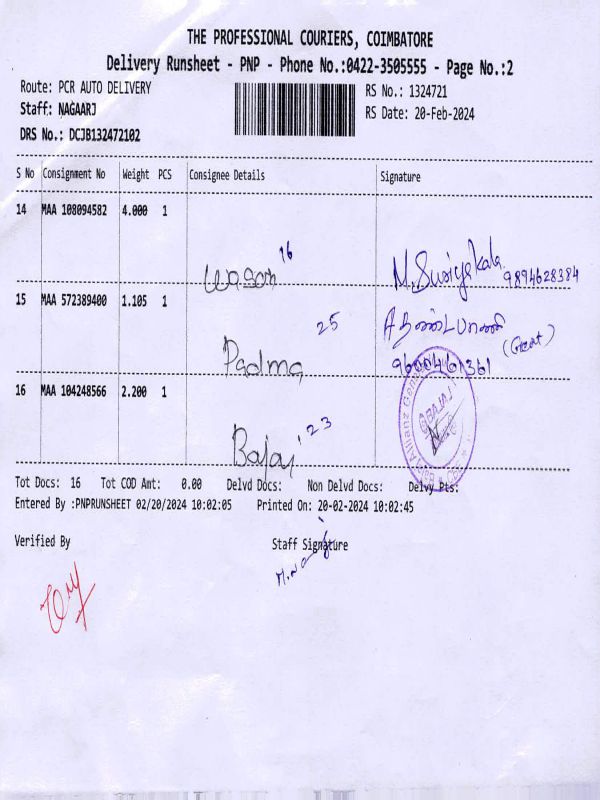 THE PROFESSIONAL COURIERS, COIMBATORE
Delivery Runsheet - PNP - Phone No.:0422-3505555 - Page No.:2
Route: PCR AUTO DELIVERY RS No.: 1324721
Staff: NAGAARJ RS Date: 20-Feb-2024
DRS No.: DCJB132472102
S No Consignment No Weight PCS Consignee Details Signature
14 MAA 108094582 4.000 1
16
Wason M.Suriyakala 9894628384
15 MAA 572389400 1.105 1
25
Padma 9600461361
16 MAA 104248566 2.200 1
123
Bajaj BAJAJ Allianz
Tot Docs: 16 Tot COD Amt: 0.00 Delvd Docs: Non Delvd Docs: Delvy Pts:
Entered By :PNPRUNSHEET 02/20/2024 10:02:05 Printed On: 20-02-2024 10:02:45
Verified By Staff Signature